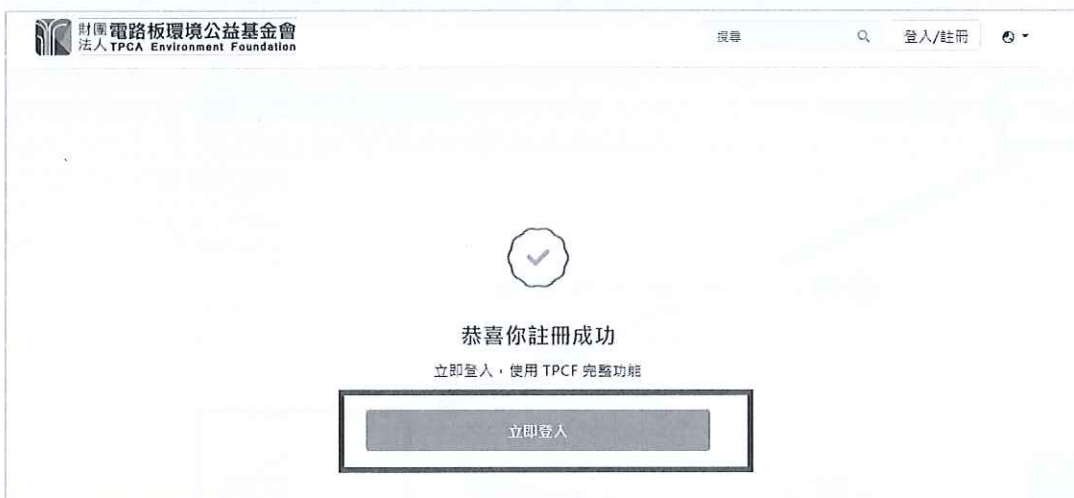 財團
法人
電路板環境公益基金會
TPCA Environment Foundation
搜尋
登入/註冊
恭喜你註冊成功
立即登入，使用 TPCF 完整功能
立即登入